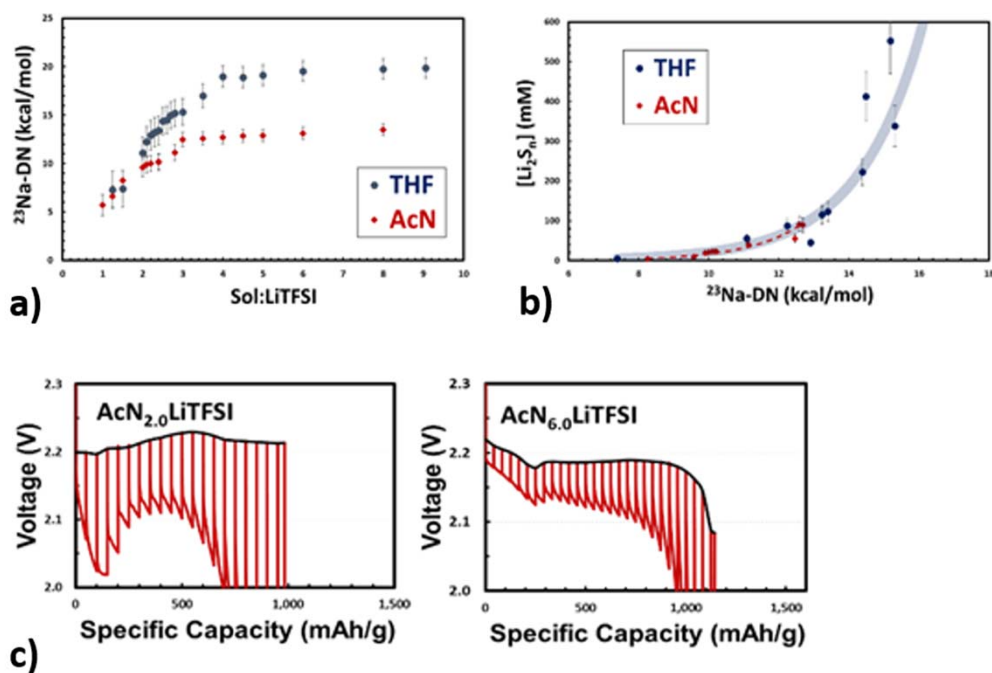 25
20
15
10
5
0
²³Na-DN (kcal/mol)
THF
AcN
0 1 2 3 4 5 6 7 8 9 10
Sol:LiTFSI
a)
600
500
400
300
200
100
0
[Li₂Sₙ] (mM)
THF
AcN
6 8 10 12 14 16 18
²³Na-DN (kcal/mol)
b)
2.3
2.2
2.1
2.0
Voltage (V)
AcN₂.₀LiTFSI
0 500 1,000 1,500
Specific Capacity (mAh/g)
c)
2.3
2.2
2.1
2.0
Voltage (V)
AcN₆.₀LiTFSI
0 500 1,000 1,500
Specific Capacity (mAh/g)